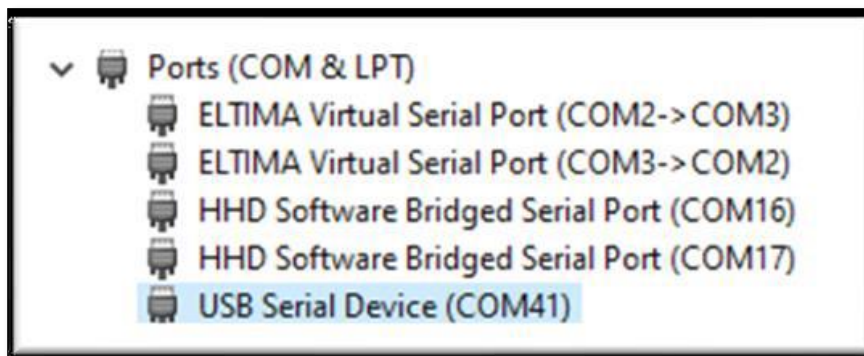 Ports (COM & LPT)
ELTIMA Virtual Serial Port (COM2->COM3)
ELTIMA Virtual Serial Port (COM3->COM2)
HHD Software Bridged Serial Port (COM16)
HHD Software Bridged Serial Port (COM17)
USB Serial Device (COM41)